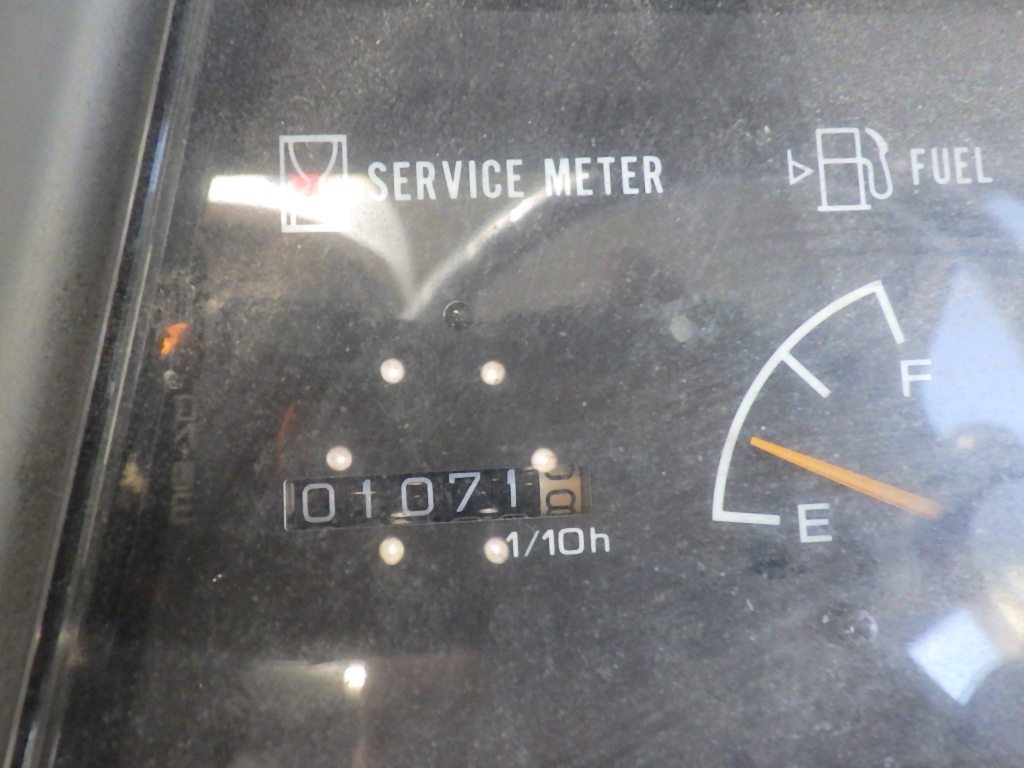 SERVICE METER
FUEL
F
01071
E
1/10h